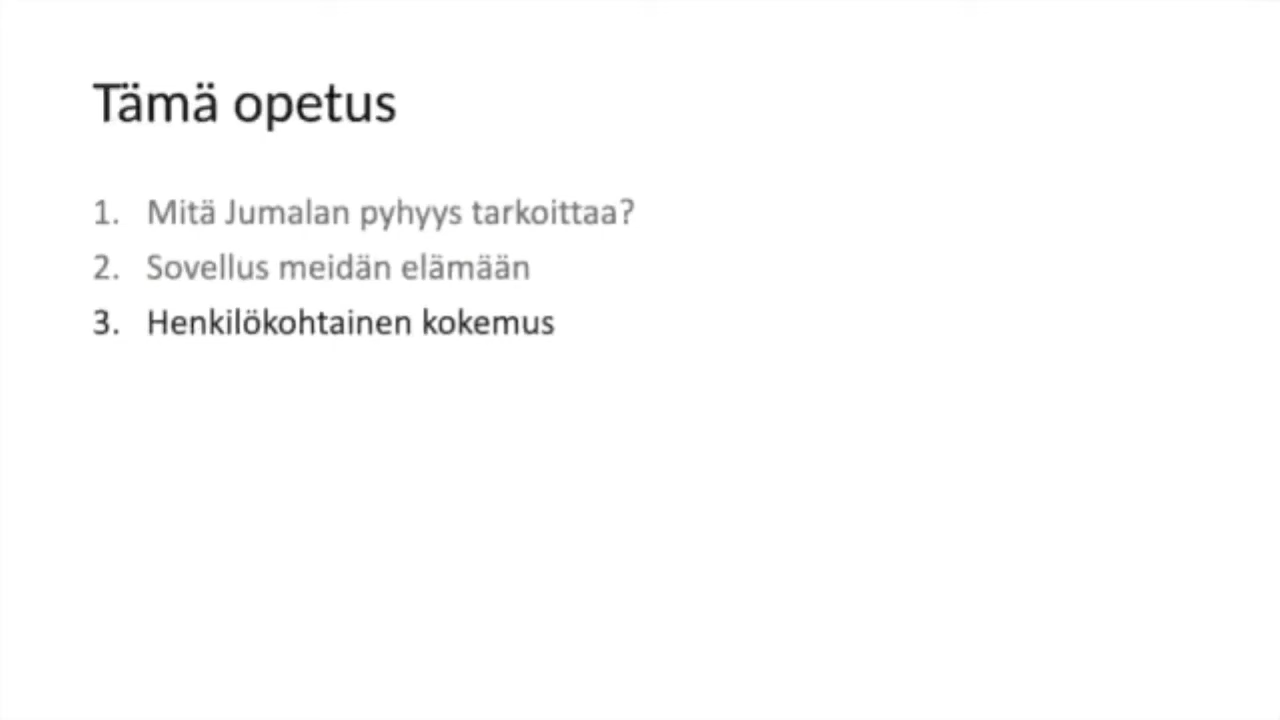 Tämä opetus
1. Mitä Jumalan pyhyys tarkoittaa?
2. Sovellus meidän elämään
3. Henkilökohtainen kokemus